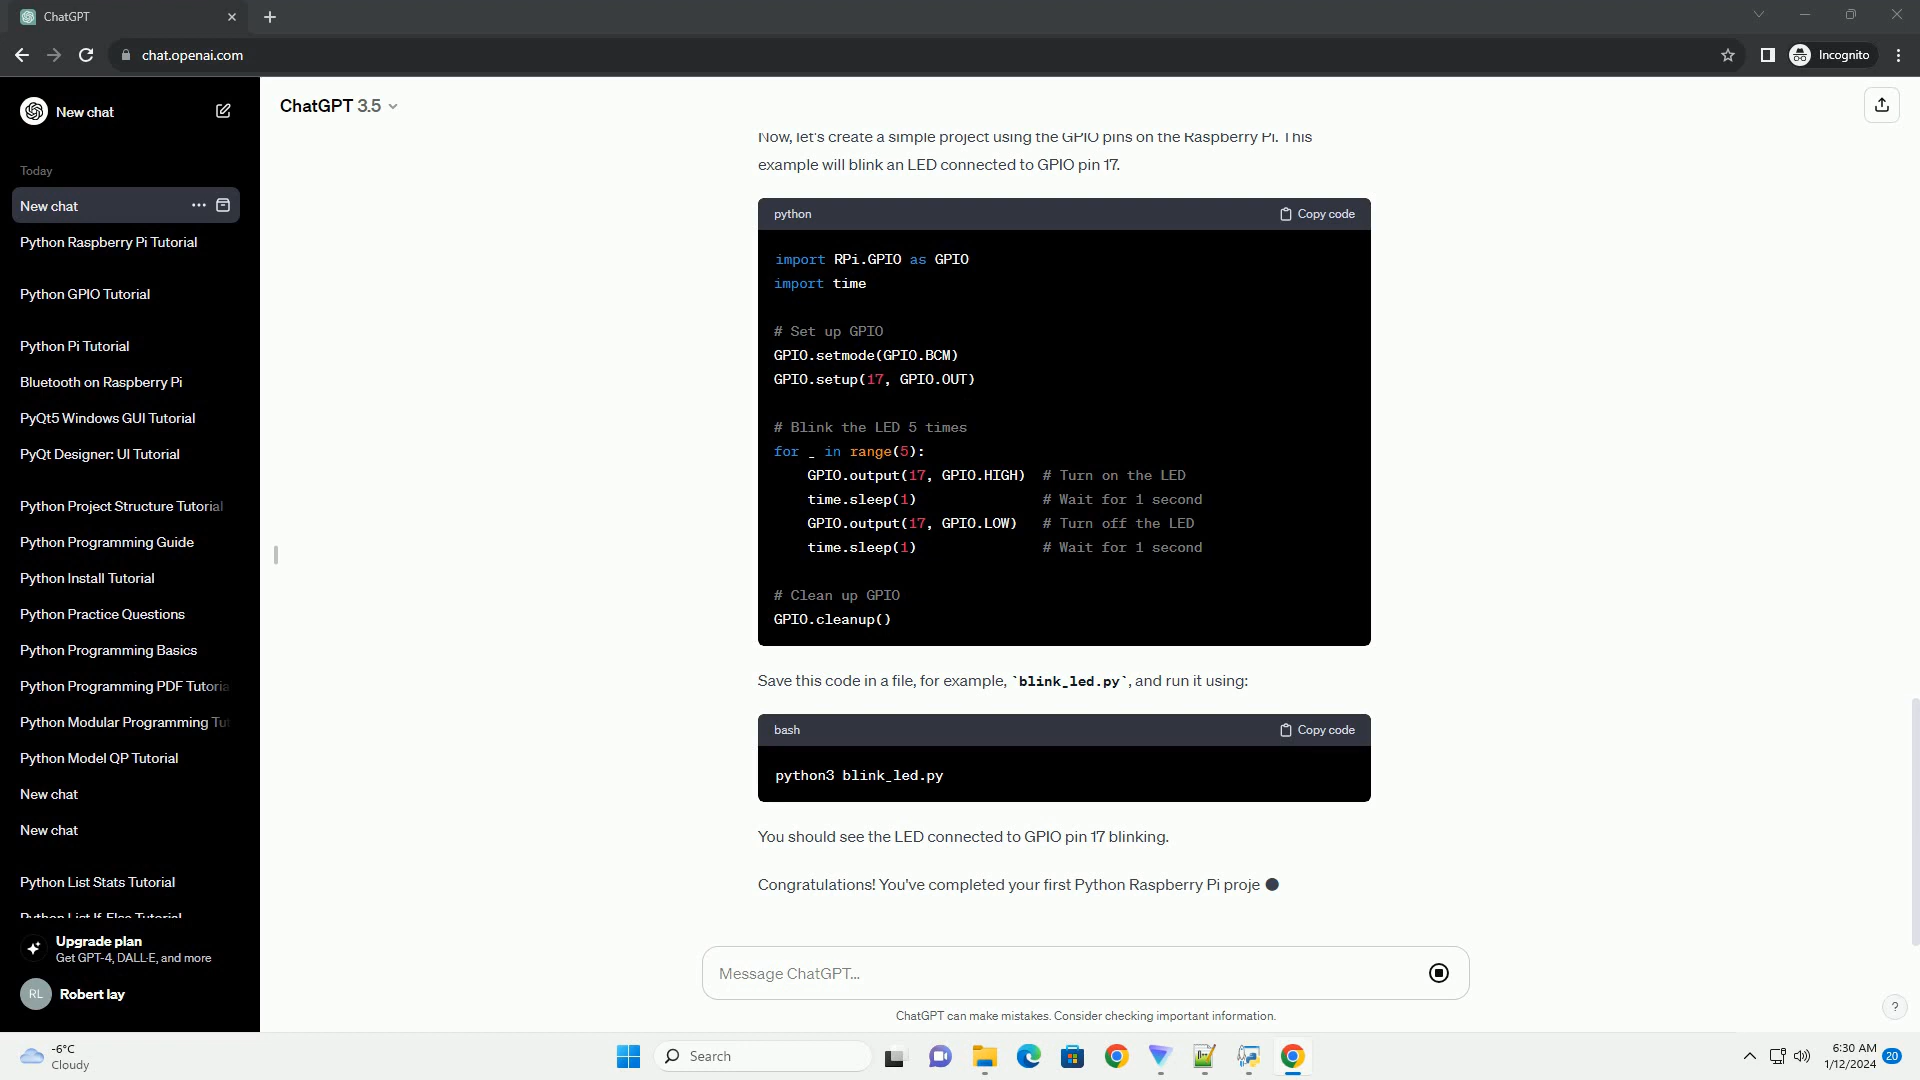 ChatGPT
chat.openai.com
Incognito
New chat
Today
New chat
Python Raspberry Pi Tutorial
Python GPIO Tutorial
Python Pi Tutorial
Bluetooth on Raspberry Pi
PyQt5 Windows GUI Tutorial
PyQt Designer: UI Tutorial
Python Project Structure Tutorial
Python Programming Guide
Python Install Tutorial
Python Practice Questions
Python Programming Basics
Python Programming PDF Tutoria
Python Modular Programming Tut
Python Model QP Tutorial
New chat
New chat
Python List Stats Tutorial
Python List If-Else Tutorial
Upgrade plan
Get GPT-4, DALL·E, and more
RL
Robert lay
ChatGPT 3.5
Now, let's create a simple project using the GPIO pins on the Raspberry Pi. This
example will blink an LED connected to GPIO pin 17.
python
Copy code
import RPi.GPIO as GPIO
import time
# Set up GPIO
GPIO.setmode(GPIO.BCM)
GPIO.setup(17, GPIO.OUT)
# Blink the LED 5 times
for _ in range(5):
    GPIO.output(17, GPIO.HIGH)  # Turn on the LED
    time.sleep(1)               # Wait for 1 second
    GPIO.output(17, GPIO.LOW)   # Turn off the LED
    time.sleep(1)               # Wait for 1 second
# Clean up GPIO
GPIO.cleanup()
Save this code in a file, for example, `blink_led.py`, and run it using:
bash
Copy code
python3 blink_led.py
You should see the LED connected to GPIO pin 17 blinking.
Congratulations! You've completed your first Python Raspberry Pi proje
Message ChatGPT...
ChatGPT can make mistakes. Consider checking important information.
?
-6°C
Cloudy
Search
6:30 AM
1/12/2024
20